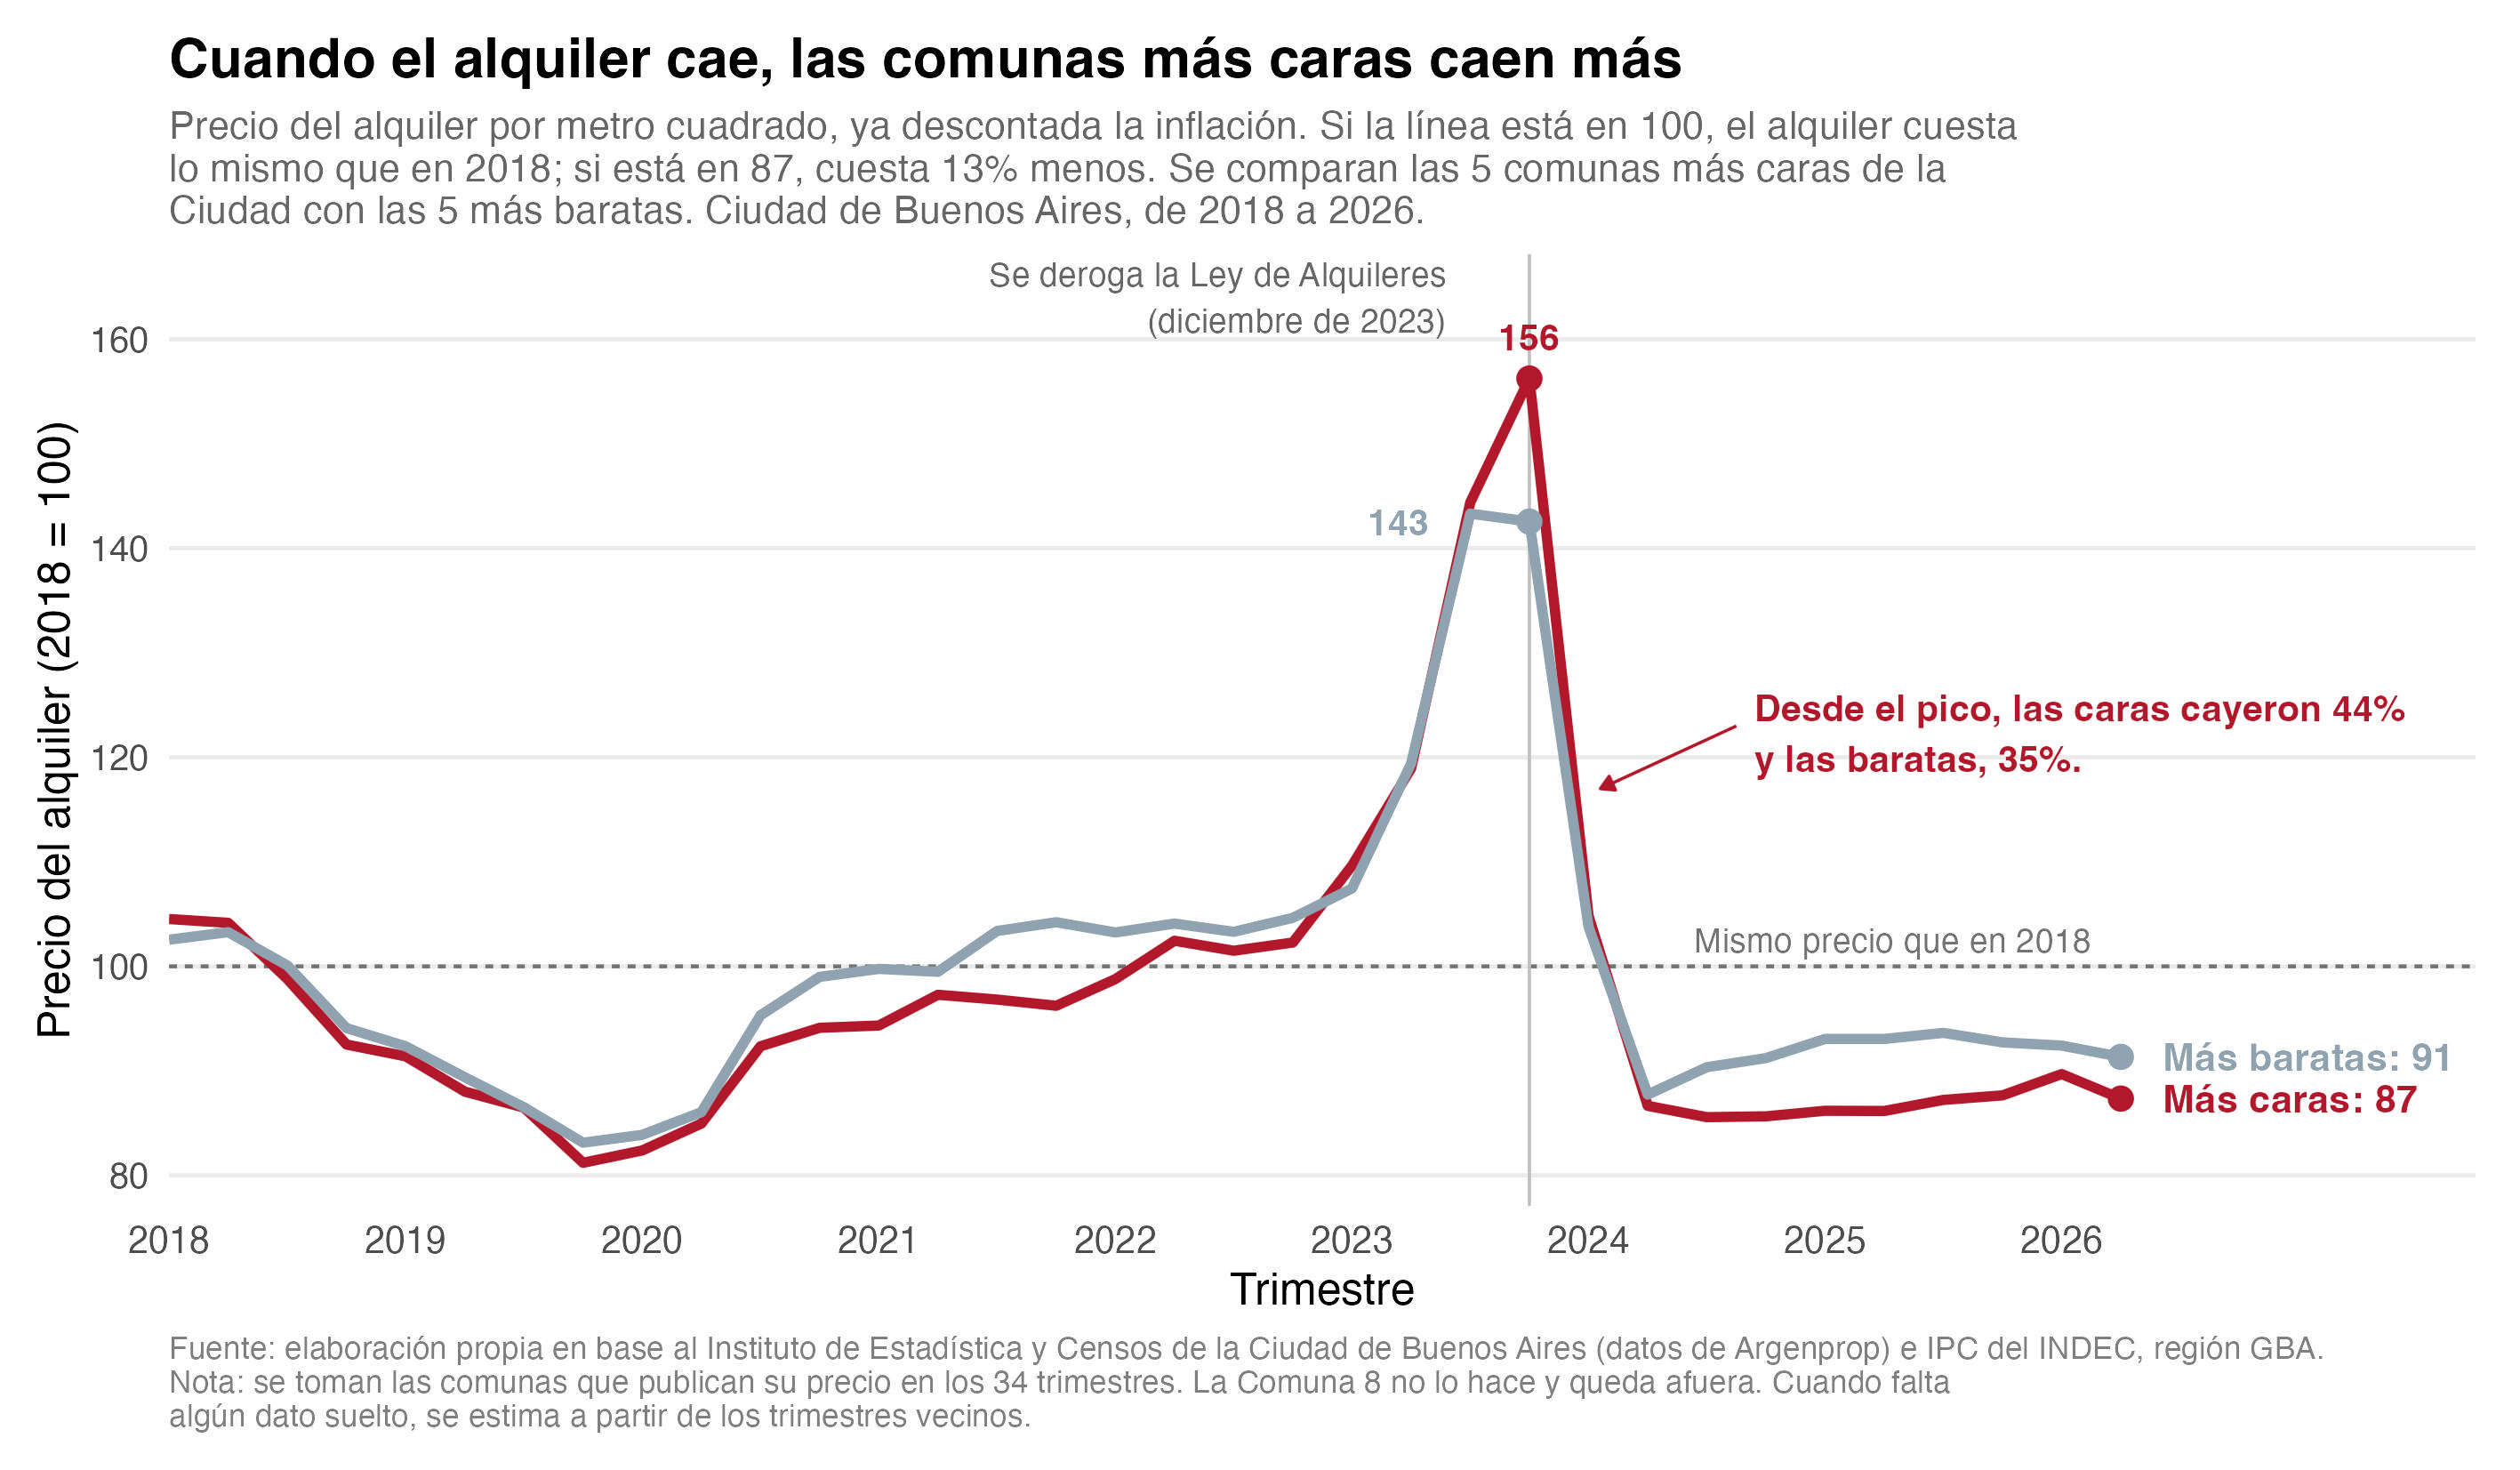 Cuando el alquiler cae, las comunas más caras caen más
Precio del alquiler por metro cuadrado, ya descontada la inflación. Si la línea está en 100, el alquiler cuesta
lo mismo que en 2018; si está en 87, cuesta 13% menos. Se comparan las 5 comunas más caras de la
Ciudad con las 5 más baratas. Ciudad de Buenos Aires, de 2018 a 2026.
Se deroga la Ley de Alquileres
(diciembre de 2023)
156
143
Desde el pico, las caras cayeron 44%
y las baratas, 35%.
Mismo precio que en 2018
Más baratas: 91
Más caras: 87
Precio del alquiler (2018 = 100)
160
140
120
100
80
2018 2019 2020 2021 2022 2023 2024 2025 2026
Trimestre
Fuente: elaboración propia en base al Instituto de Estadística y Censos de la Ciudad de Buenos Aires (datos de Argenprop) e IPC del INDEC, región GBA.
Nota: se toman las comunas que publican su precio en los 34 trimestres. La Comuna 8 no lo hace y queda afuera. Cuando falta
algún dato suelto, se estima a partir de los trimestres vecinos.